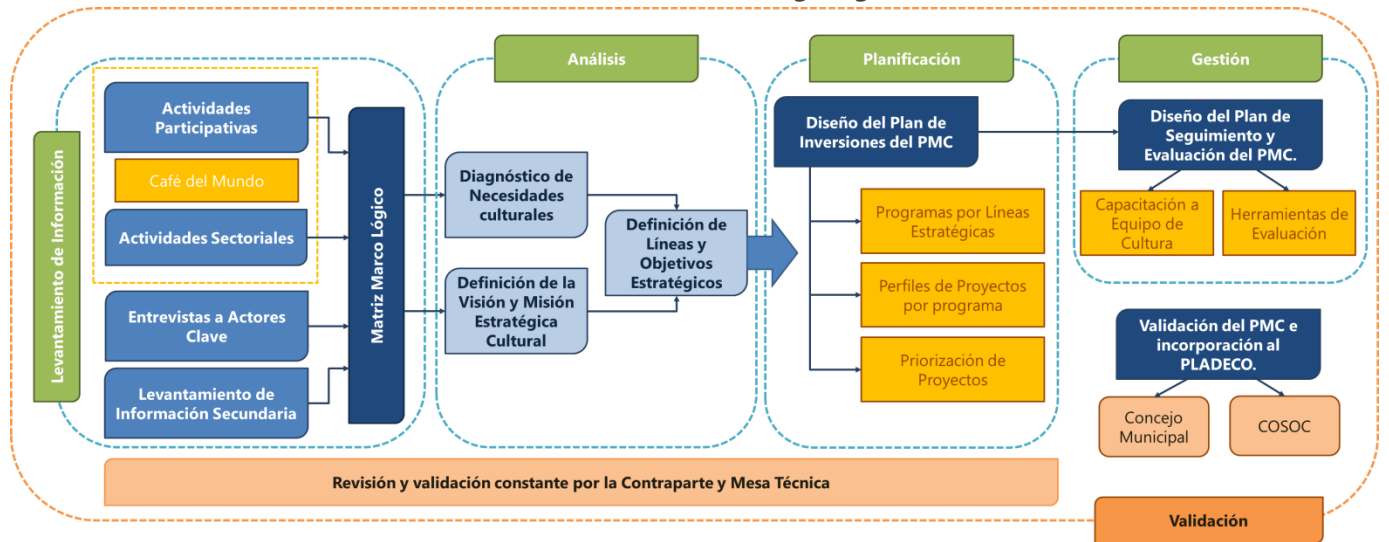 Levantamiento de Información
Actividades
Participativas
Café del Mundo
Actividades Sectoriales
Entrevistas a Actores
Clave
Levantamiento de
Información Secundaria
Matriz Marco Lógico
Análisis
Diagnóstico de
Necesidades
culturales
Definición de la
Visión y Misión
Estratégica
Cultural
Definición de
Líneas y
Objetivos
Estratégicos
Planificación
Diseño del Plan de
Inversiones del PMC
Programas por Líneas
Estratégicas
Perfiles de Proyectos
por programa
Priorización de
Proyectos
Gestión
Diseño del Plan de
Seguimiento y
Evaluación del PMC.
Capacitación a
Equipo de
Cultura
Herramientas de
Evaluación
Validación del PMC e
incorporación al
PLADECO.
Concejo
Municipal
COSOC
Revisión y validación constante por la Contraparte y Mesa Técnica
Validación